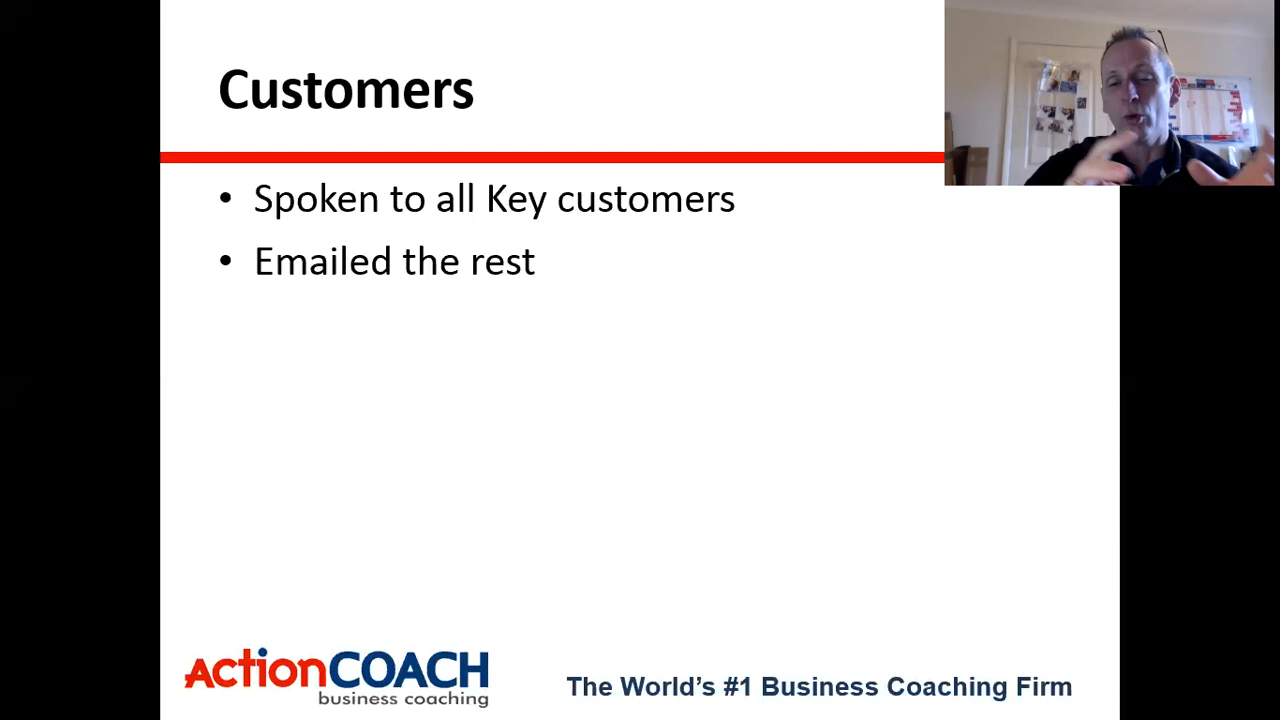 Customers
• Spoken to all Key customers
• Emailed the rest
ActionCOACH
business coaching
The World's #1 Business Coaching Firm